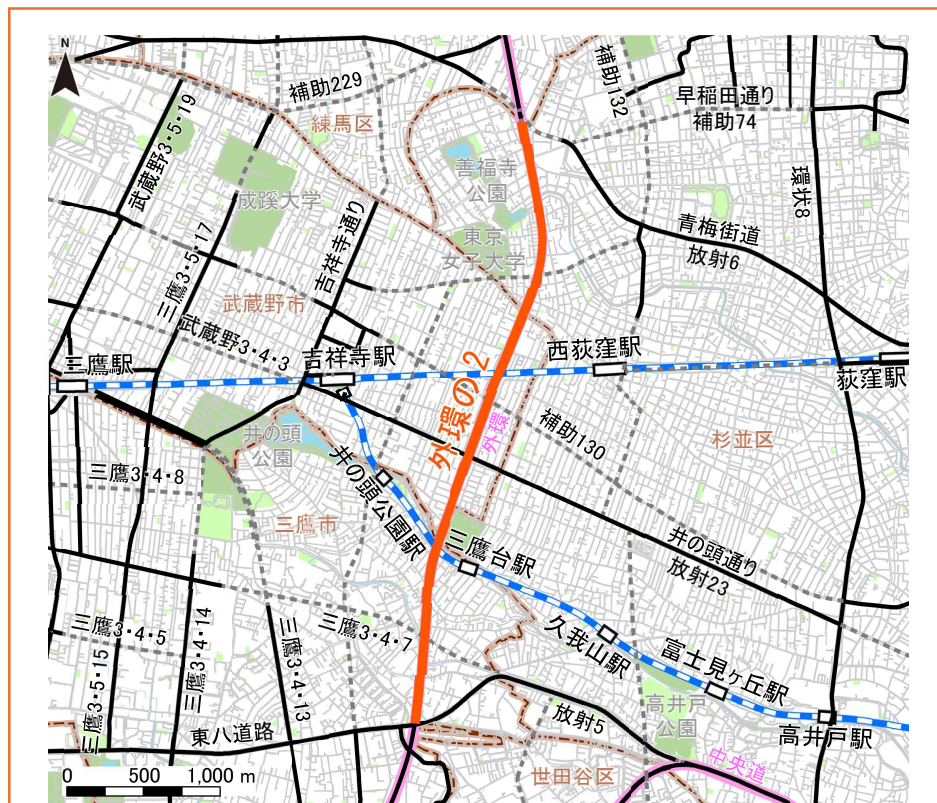 N
補助229
補助132
早稲田通り
補助74
練馬区
武蔵野3・5・19
善福寺
公園
環状8
成蹊大学
吉祥寺通り
東京
女子大学
青梅街道
放射6
三鷹3・5・17
武蔵野市
武蔵野3・4・3
吉祥寺駅
西荻窪駅
三鷹駅
荻窪駅
外環の2
外環
補助130
杉並区
井の頭
公園
三鷹3・4・8
井の頭公園駅
三鷹市
三鷹台駅
井の頭通り
放射23
三鷹3・4・5
三鷹3・4・14
三鷹3・4・13
三鷹3・4・7
久我山駅
富士見ヶ丘駅
三鷹3・5・15
東八道路
放射5
高井戸
公園
高井戸駅
中央道
世田谷区
0 500 1,000 m